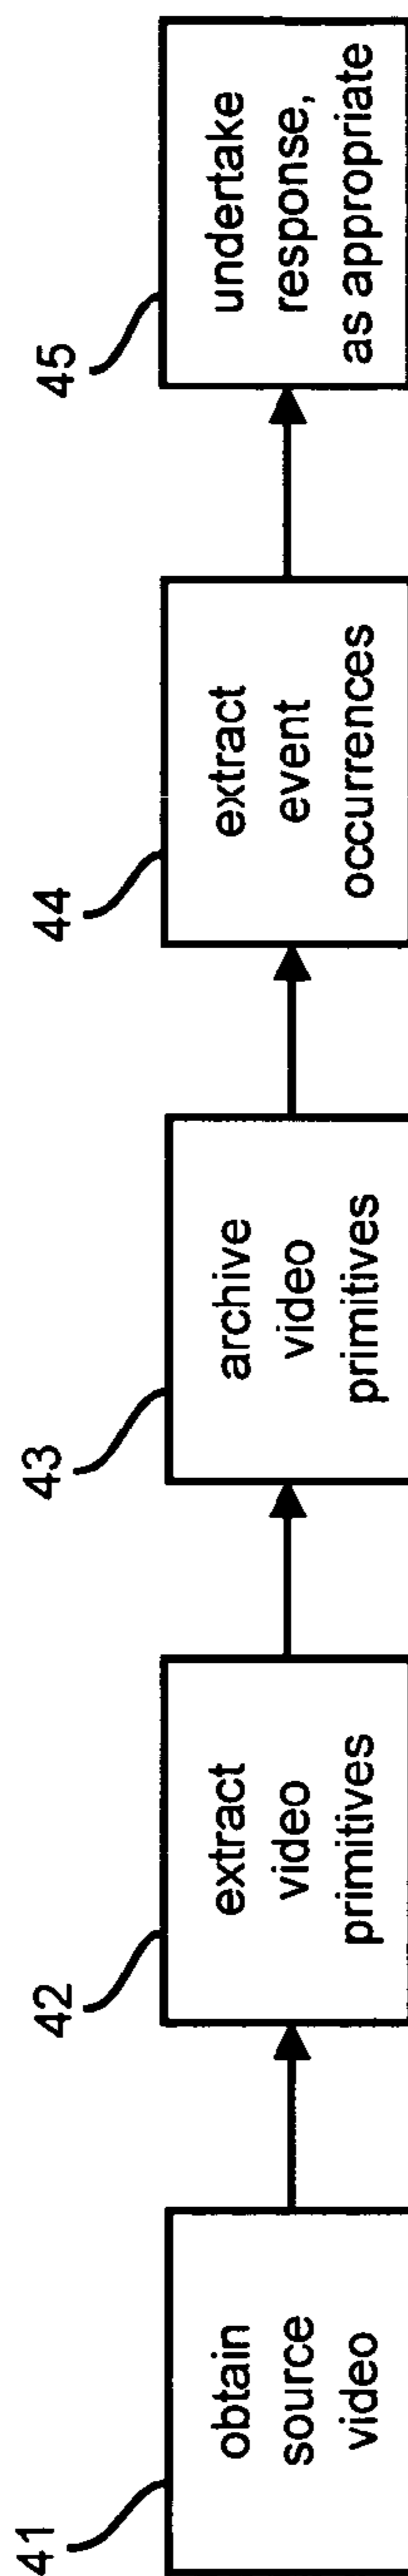 41
obtain
source
video
42
extract
video
primitives
43
archive
video
primitives
44
extract
event
occurrences
45
undertake
response,
as appropriate